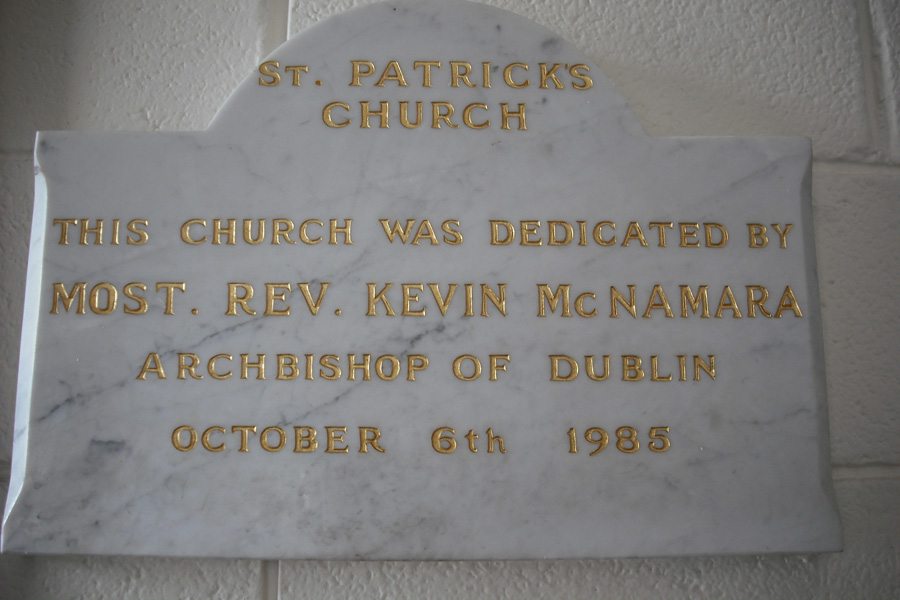 ST. PATRICK'S
CHURCH
THIS CHURCH WAS DEDICATED BY
MOST. REV. KEVIN McNAMARA
ARCHBISHOP OF DUBLIN
OCTOBER 6th 1985